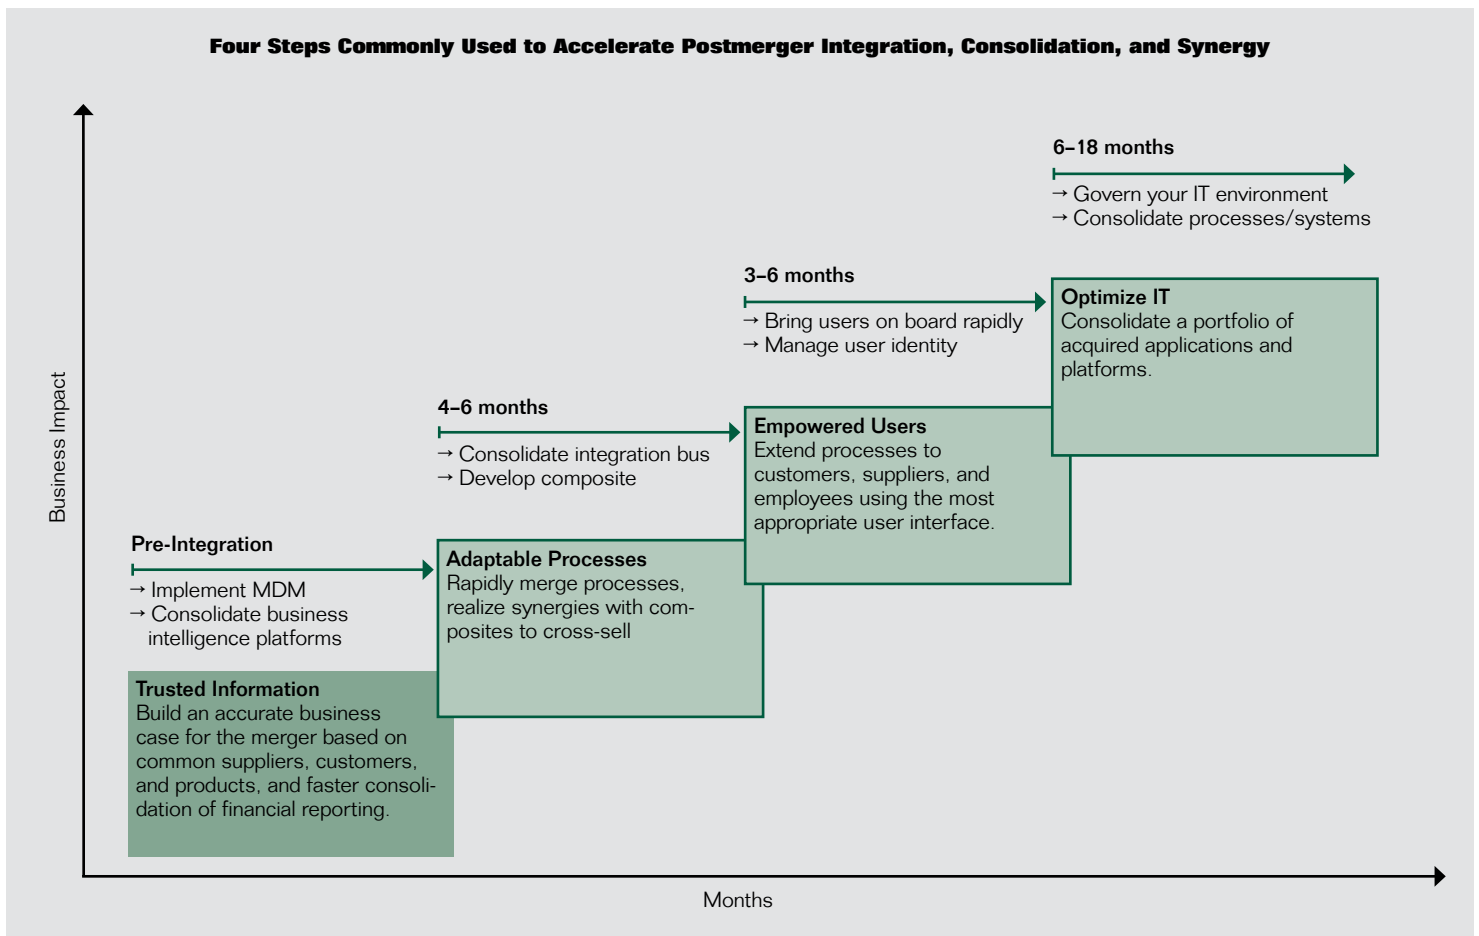 Four Steps Commonly Used to Accelerate Postmerger Integration, Consolidation, and Synergy
Business Impact
Pre-Integration
→ Implement MDM
→ Consolidate business
intelligence platforms
Trusted Information
Build an accurate business
case for the merger based on
common suppliers, customers,
and products, and faster consoli-
dation of financial reporting.
4–6 months
→ Consolidate integration bus
→ Develop composite
Adaptable Processes
Rapidly merge processes,
realize synergies with com-
posites to cross-sell
3–6 months
→ Bring users on board rapidly
→ Manage user identity
Empowered Users
Extend processes to
customers, suppliers, and
employees using the most
appropriate user interface.
6–18 months
→ Govern your IT environment
→ Consolidate processes/systems
Optimize IT
Consolidate a portfolio of
acquired applications and
platforms.
Months